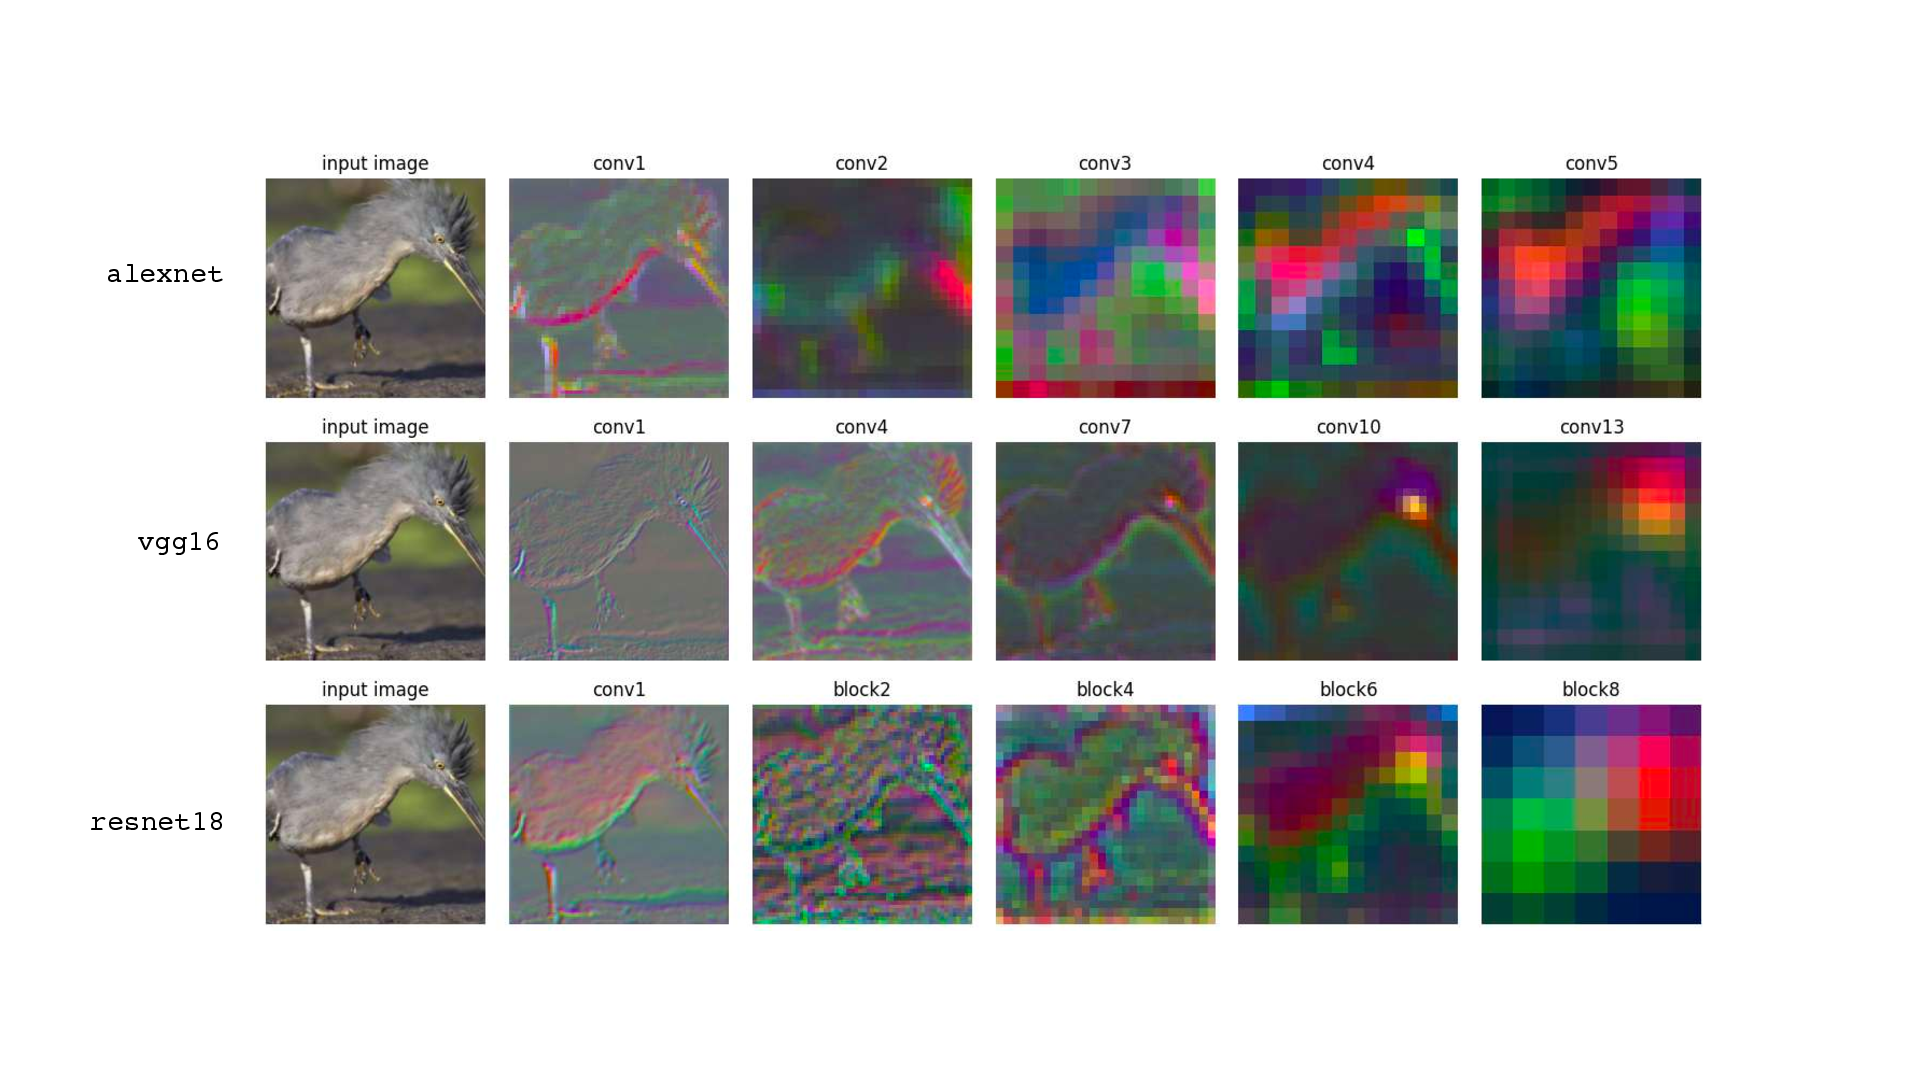 input image conv1 conv2 conv3 conv4 conv5
alexnet
input image conv1 conv4 conv7 conv10 conv13
vgg16
input image conv1 block2 block4 block6 block8
resnet18